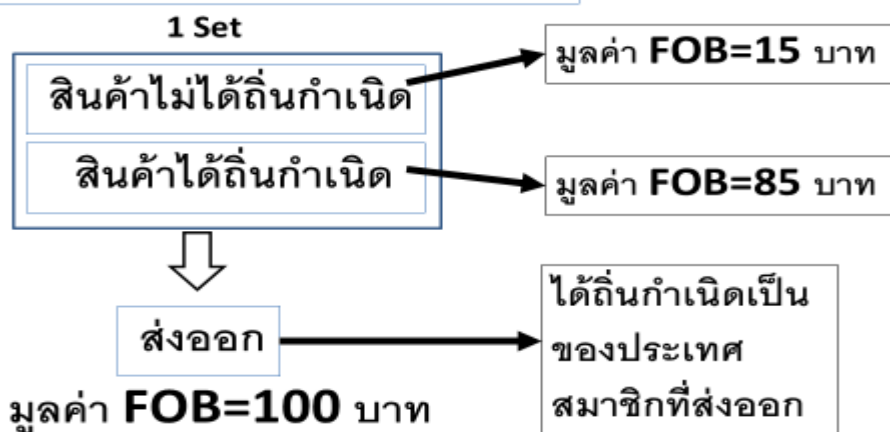 1 Set
สินค้าไม่ได้ถิ่นกำเนิด
มูลค่า FOB=15 บาท
สินค้าได้ถิ่นกำเนิด
มูลค่า FOB=85 บาท
ส่งออก
มูลค่า FOB=100 บาท
ได้ถิ่นกำเนิดเป็น
ของประเทศ
สมาชิกที่ส่งออก